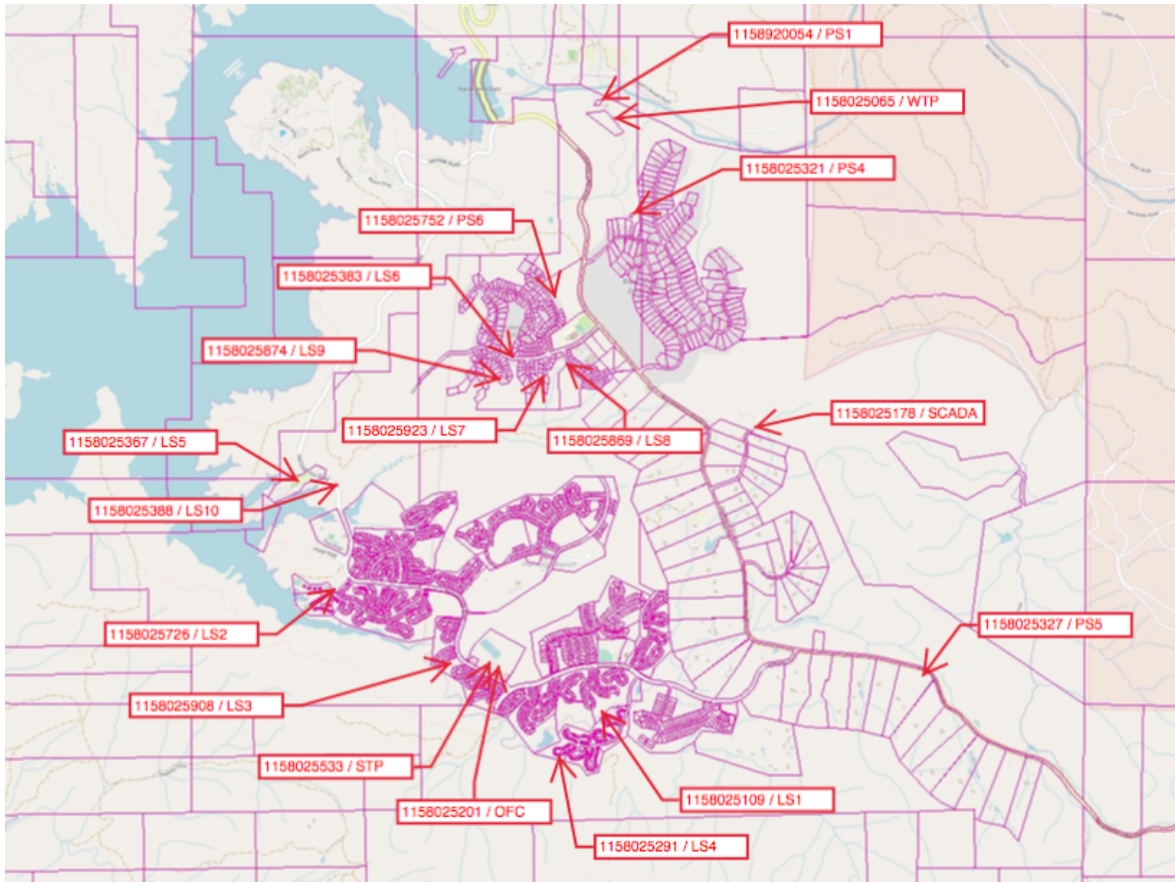 1158920054 / PS1
1158025065 / WTP
1158025321 / PS4
1158025752 / PS6
1158025383 / LS6
1158025874 / LS9
1158025923 / LS7
1158025869 / LS8
1158025178 / SCADA
1158025367 / LS5
1158025388 / LS10
1158025726 / LS2
1158025327 / PS5
1158025908 / LS3
1158025533 / STP
1158025201 / OFC
1158025109 / LS1
1158025291 / LS4